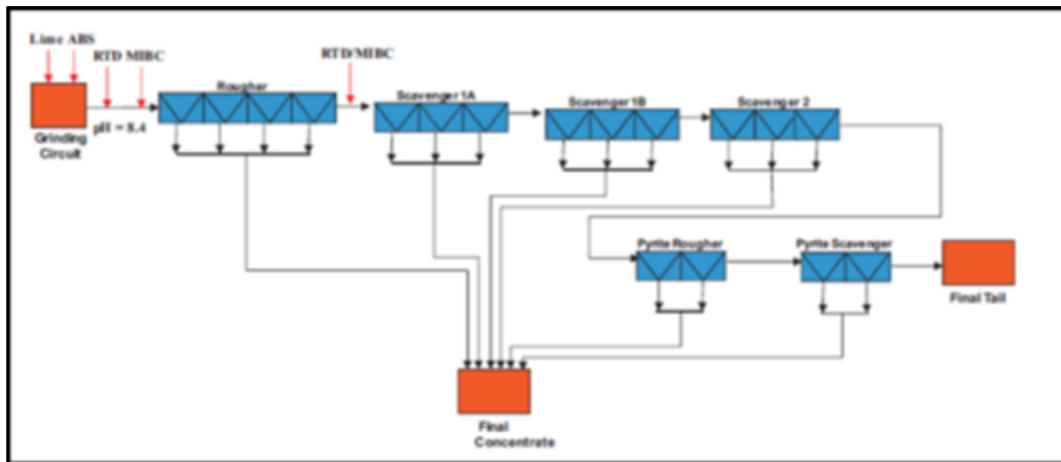 Lime ABS
RTD MIBC
RTD/MIBC
Rougher
Scavenger 1A
Scavenger 1B
Scavenger 2
pH = 8.4
Grinding
Circuit
Pyrite Rougher
Pyrite Scavenger
Final Tail
Final
Concentrate